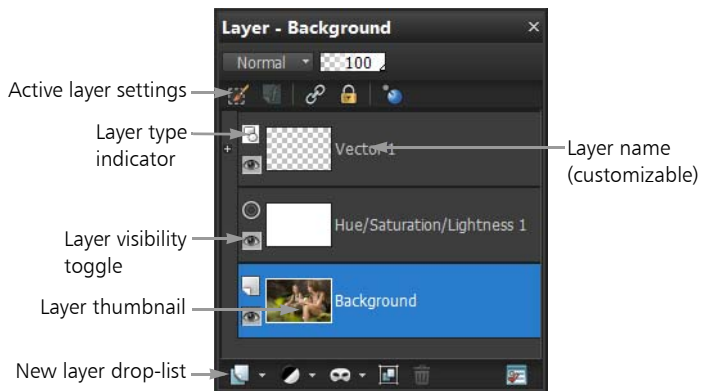 Layer - Background
Normal
100
Active layer settings
Layer type
indicator
Vector 1
Layer name
(customizable)
Hue/Saturation/Lightness 1
Layer visibility
toggle
Layer thumbnail
Background
New layer drop-list